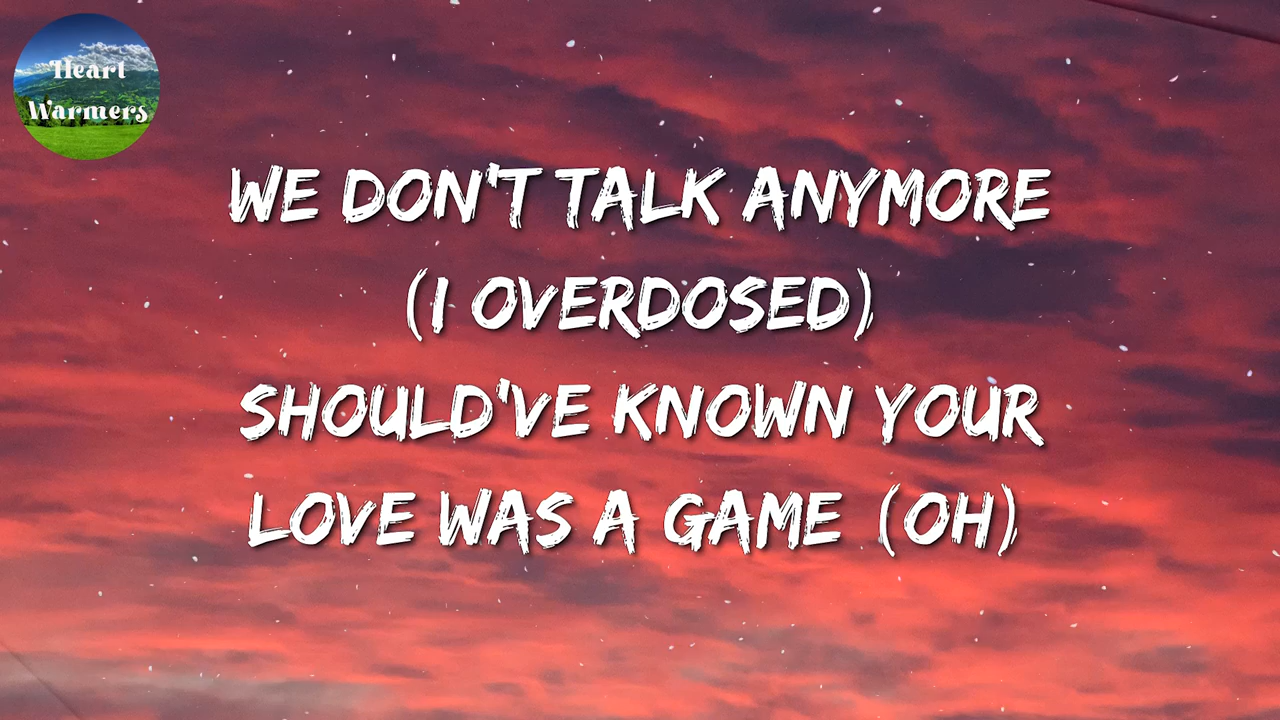 Heart
Warmers
WE DON'T TALK ANYMORE
(I OVERDOSED)
SHOULD'VE KNOWN YOUR
LOVE WAS A GAME (OH)